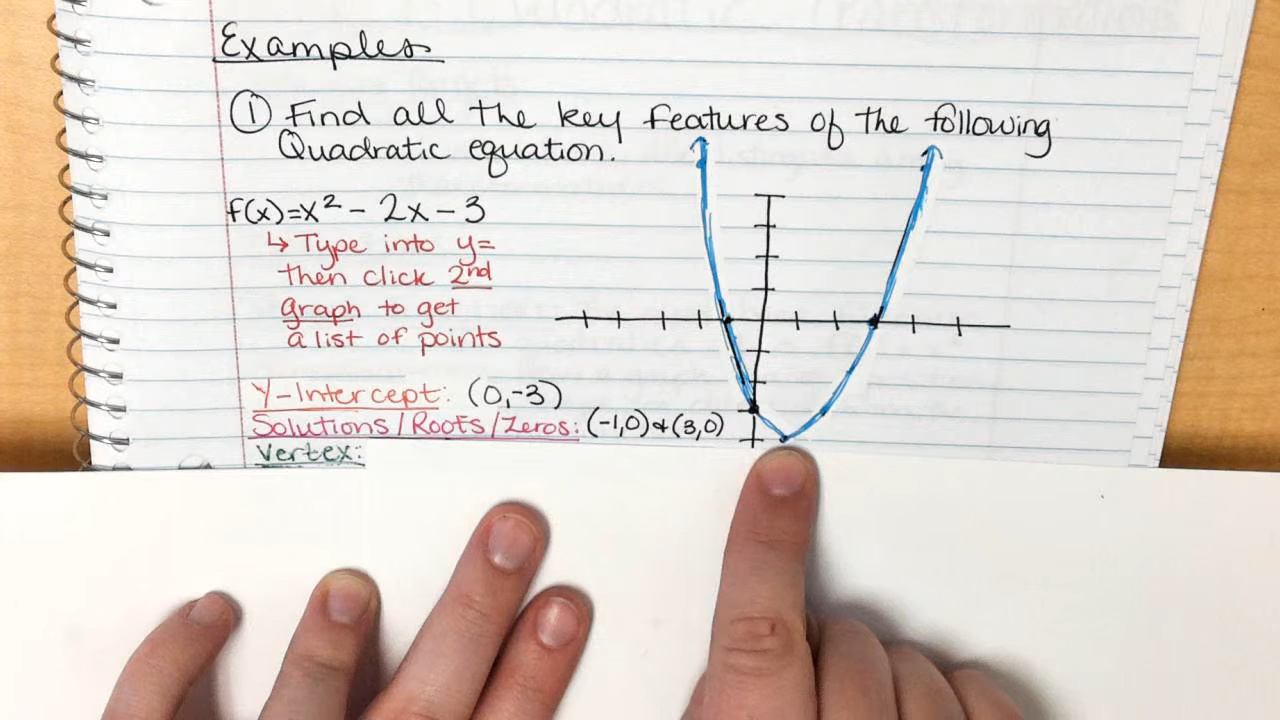 Examples
① Find all the key features of the following
Quadratic equation.
f(x)=x² - 2x - 3
↳ Type into y=
then click 2nd
graph to get
a list of points
Y-Intercept: (0,-3)
Solutions/Roots/Zeros: (-1,0) & (3,0)
Vertex: